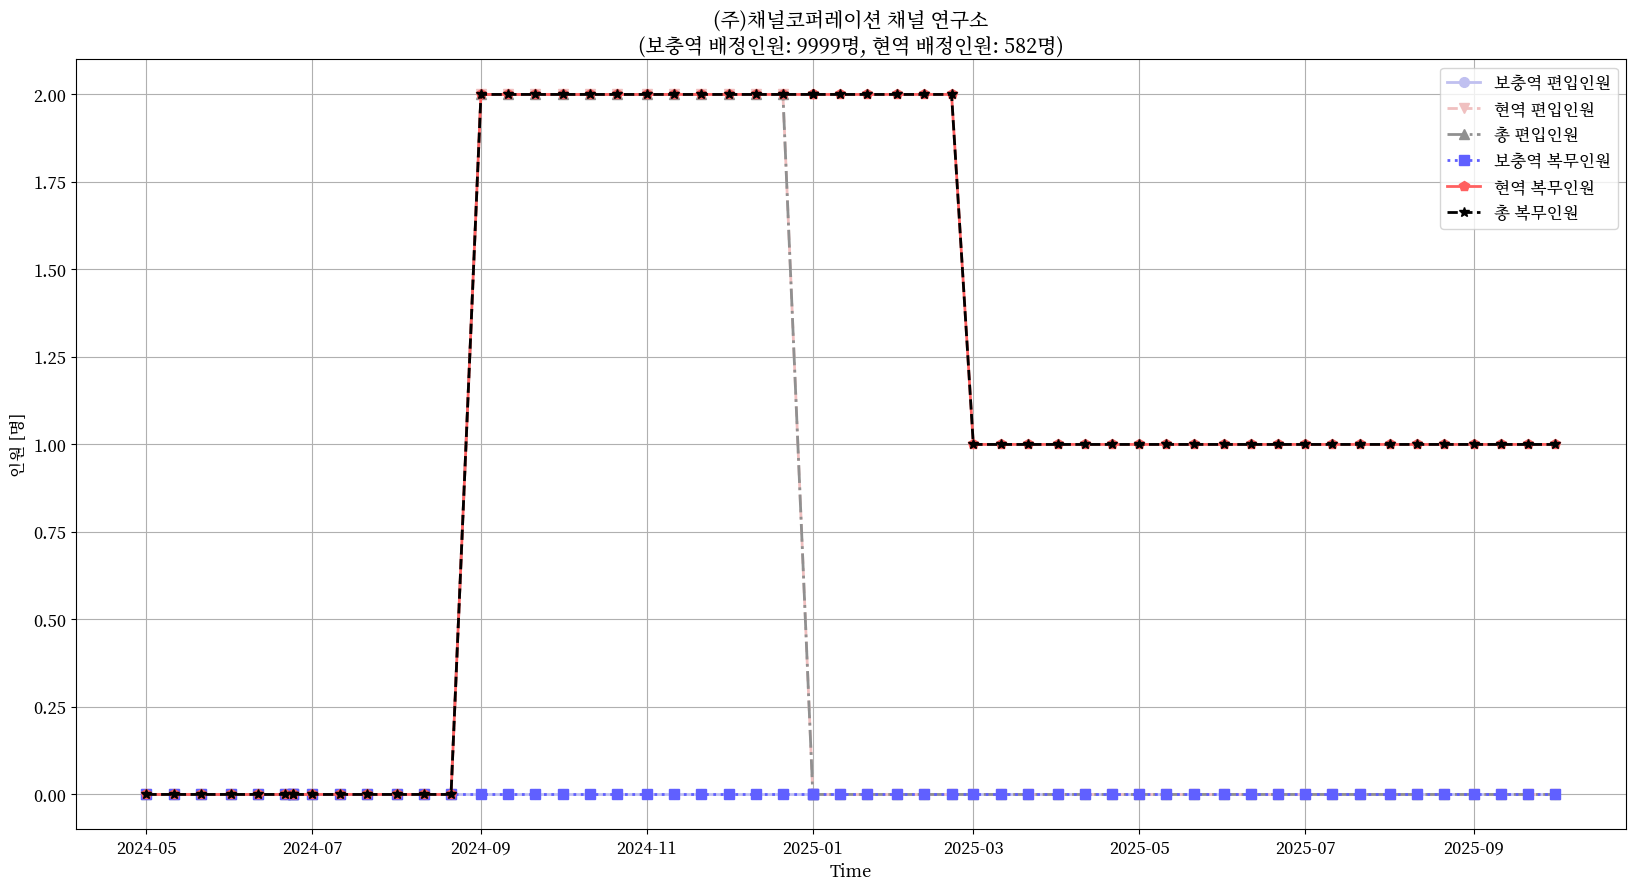 (주)채널코퍼레이션 채널 연구소
(보충역 배정인원: 9999명, 현역 배정인원: 582명)
보충역 편입인원
현역 편입인원
총 편입인원
보충역 복무인원
현역 복무인원
총 복무인원
2.00
1.75
1.50
1.25
1.00
0.75
0.50
0.25
0.00
인원 [명]
2024-05 2024-07 2024-09 2024-11 2025-01 2025-03 2025-05 2025-07 2025-09
Time